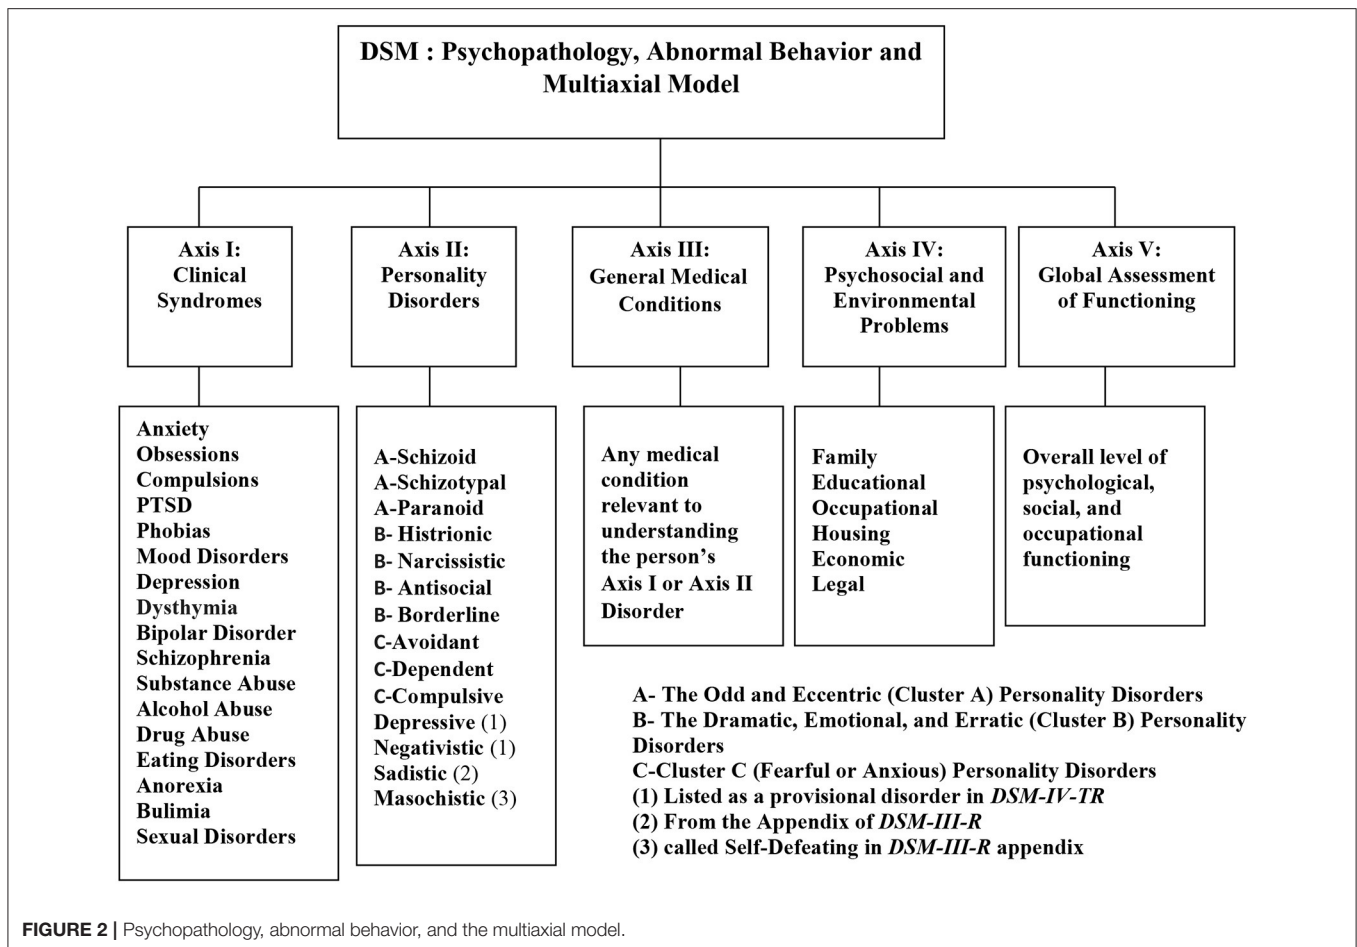 DSM : Psychopathology, Abnormal Behavior and
Multiaxial Model
Axis I:
Clinical
Syndromes
Axis II:
Personality
Disorders
Axis III:
General Medical
Conditions
Axis IV:
Psychosocial and
Environmental
Problems
Axis V:
Global Assessment
of Functioning
Anxiety
Obsessions
Compulsions
PTSD
Phobias
Mood Disorders
Depression
Dysthymia
Bipolar Disorder
Schizophrenia
Substance Abuse
Alcohol Abuse
Drug Abuse
Eating Disorders
Anorexia
Bulimia
Sexual Disorders
A-Schizoid
A-Schizotypal
A-Paranoid
B- Histrionic
B- Narcissistic
B- Antisocial
B- Borderline
C-Avoidant
C-Dependent
C-Compulsive
Depressive (1)
Negativistic (1)
Sadistic (2)
Masochistic (3)
Any medical
condition
relevant to
understanding
the person’s
Axis I or Axis II
Disorder
Family
Educational
Occupational
Housing
Economic
Legal
Overall level of
psychological,
social, and
occupational
functioning
A- The Odd and Eccentric (Cluster A) Personality Disorders
B- The Dramatic, Emotional, and Erratic (Cluster B) Personality
Disorders
C-Cluster C (Fearful or Anxious) Personality Disorders
(1) Listed as a provisional disorder in DSM-IV-TR
(2) From the Appendix of DSM-III-R
(3) called Self-Defeating in DSM-III-R appendix
FIGURE 2 | Psychopathology, abnormal behavior, and the multiaxial model.